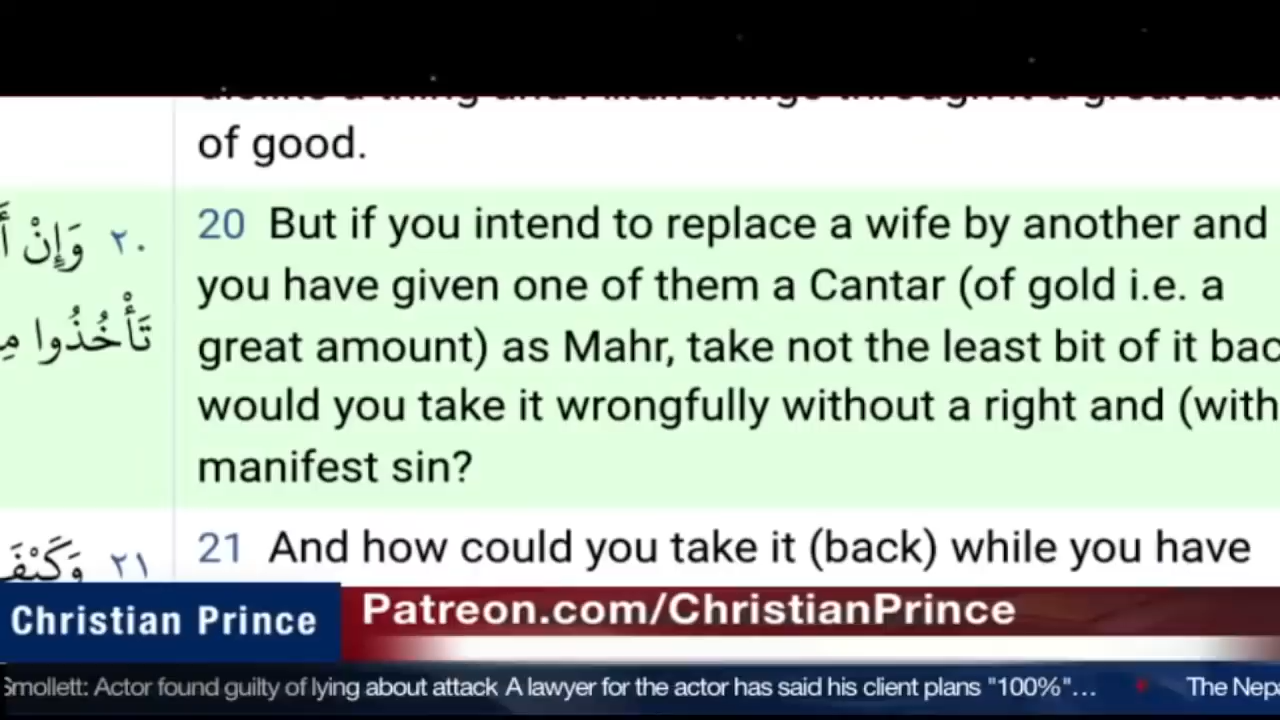 of good.
٢٠ وَإِنْ
20 But if you intend to replace a wife by another and
you have given one of them a Cantar (of gold i.e. a
تَأْخُذُوا
great amount) as Mahr, take not the least bit of it bac
would you take it wrongfully without a right and (with
manifest sin?
٢١
21 And how could you take it (back) while you have
Christian Prince
Patreon.com/ChristianPrince
Smollett: Actor found guilty of lying about attack A lawyer for the actor has said his client plans "100%"... The Nep